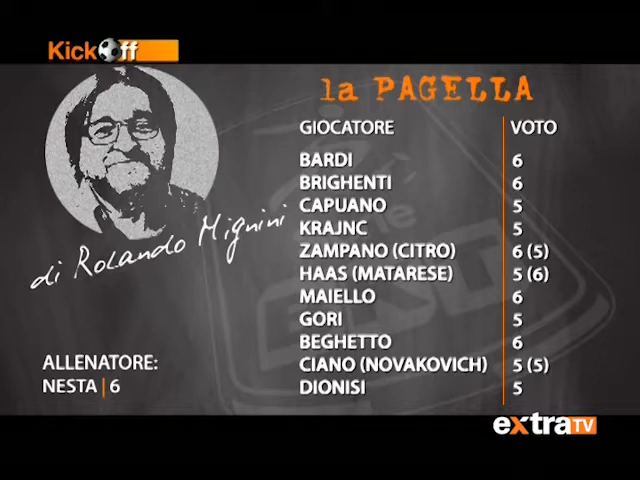 Kickoff
la PAGELLA
GIOCATORE VOTO
BARDI 6
BRIGHENTI 6
CAPUANO 5
KRAJNC 5
ZAMPANO (CITRO) 6 (5)
HAAS (MATARESE) 5 (6)
MAIELLO 6
GORI 5
BEGHETTO 6
CIANO (NOVAKOVICH) 5 (5)
DIONISI 5
di Rolando Mignini
ALLENATORE:
NESTA | 6
extraTV